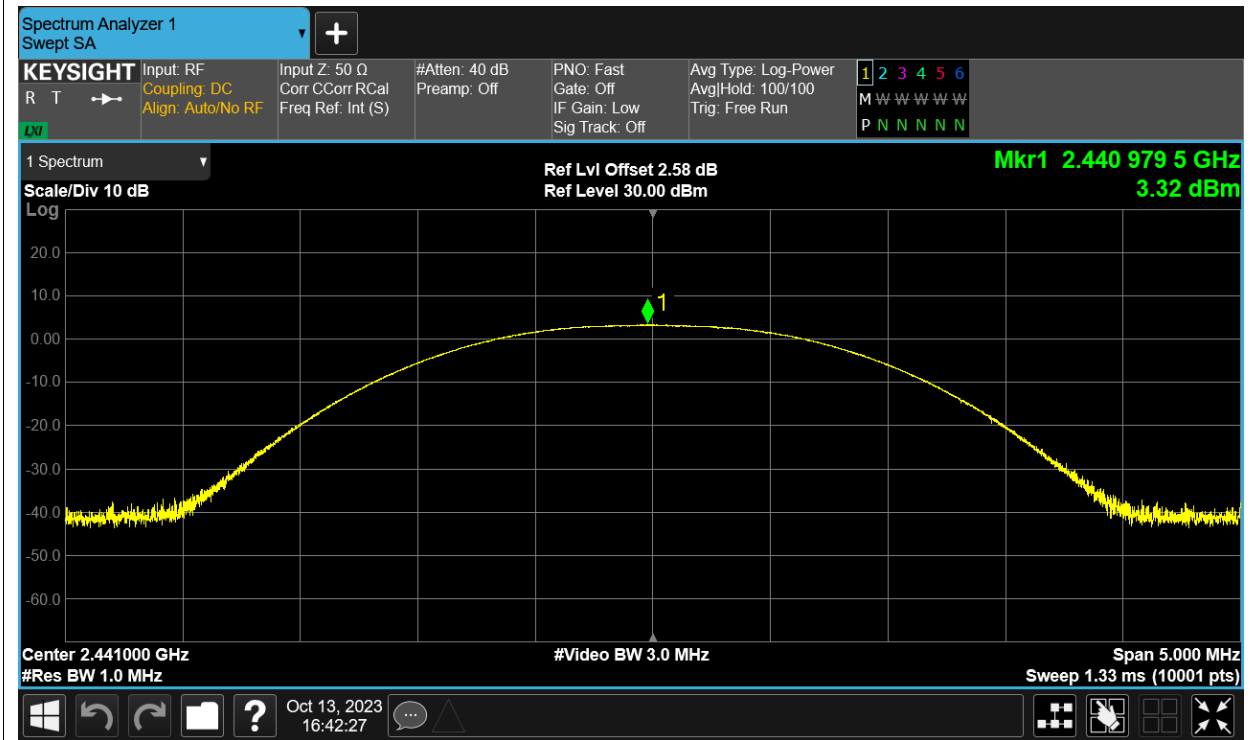 Spectrum Analyzer 1
Swept SA
KEYSIGHT
R T
LXI
Input: RF
Coupling: DC
Align: Auto/No RF
Input Z: 50 Ω
Corr CCorr RCal
Freq Ref: Int (S)
#Atten: 40 dB
Preamp: Off
PNO: Fast
Gate: Off
IF Gain: Low
Sig Track: Off
Avg Type: Log-Power
Avg|Hold: 100/100
Trig: Free Run
1 2 3 4 5 6
M W W W W W W
P N N N N N N
1 Spectrum
Scale/Div 10 dB
Log
Ref Lvl Offset 2.58 dB
Ref Level 30.00 dBm
Mkr1 2.440 979 5 GHz
3.32 dBm
20.0
10.0
1
0.00
-10.0
-20.0
-30.0
-40.0
-50.0
-60.0
Center 2.441000 GHz
#Res BW 1.0 MHz
#Video BW 3.0 MHz
Span 5.000 MHz
Sweep 1.33 ms (10001 pts)
?
Oct 13, 2023
16:42:27